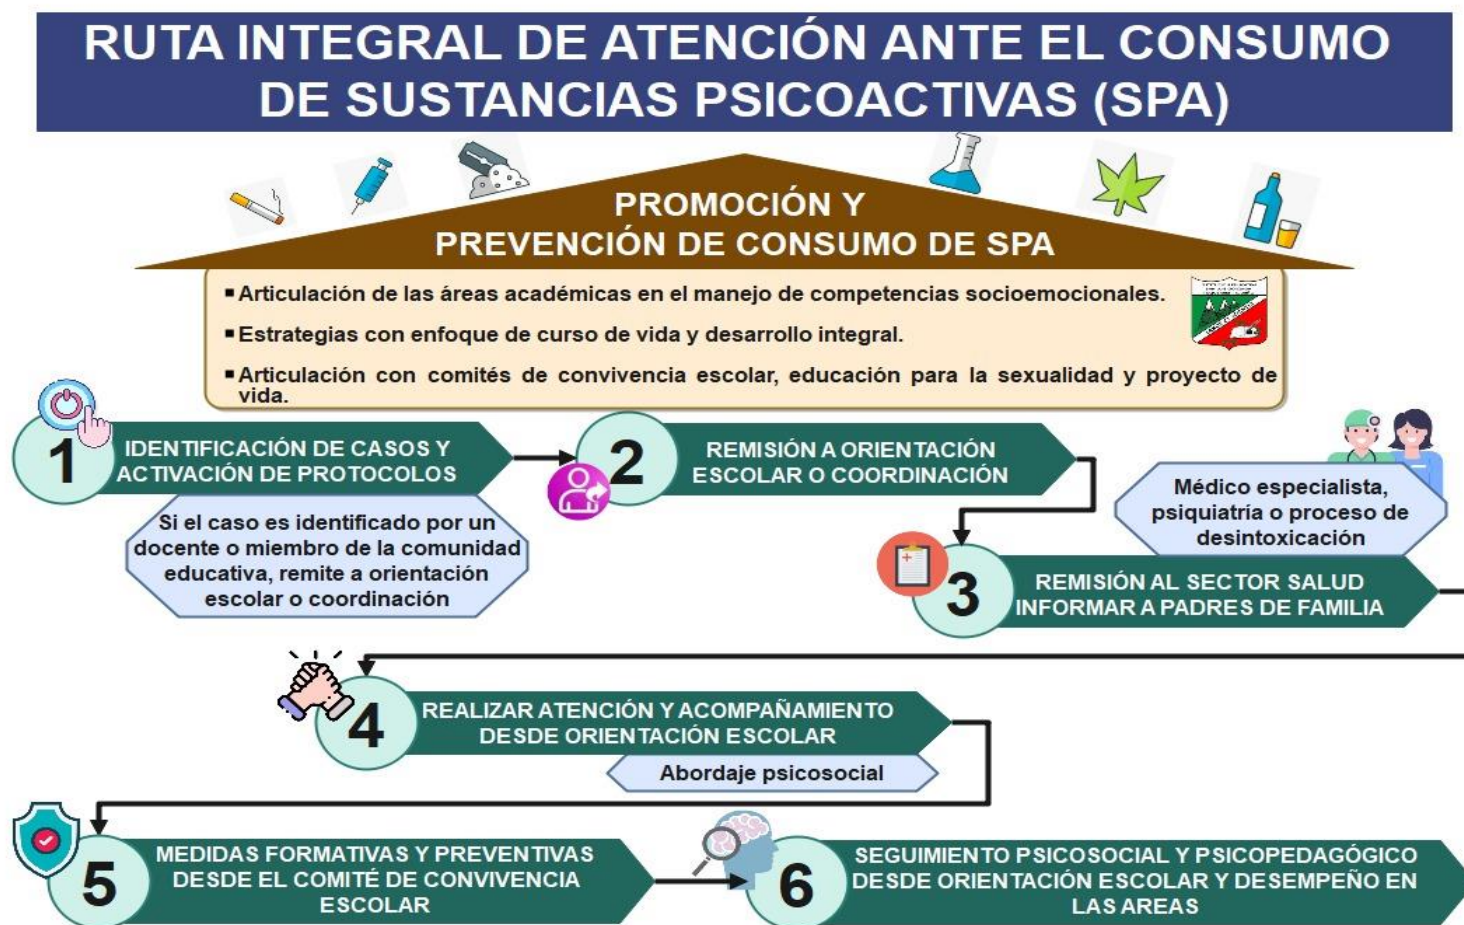 RUTA INTEGRAL DE ATENCIÓN ANTE EL CONSUMO
DE SUSTANCIAS PSICOACTIVAS (SPA)
PROMOCIÓN Y
PREVENCIÓN DE CONSUMO DE SPA
▪ Articulación de las áreas académicas en el manejo de competencias socioemocionales.
▪ Estrategias con enfoque de curso de vida y desarrollo integral.
▪ Articulación con comités de convivencia escolar, educación para la sexualidad y proyecto de
vida.
1
IDENTIFICACIÓN DE CASOS Y
ACTIVACIÓN DE PROTOCOLOS
Si el caso es identificado por un
docente o miembro de la comunidad
educativa, remite a orientación
escolar o coordinación
2
REMISIÓN A ORIENTACIÓN
ESCOLAR O COORDINACIÓN
Médico especialista,
psiquiatría o proceso de
desintoxicación
3
REMISIÓN AL SECTOR SALUD
INFORMAR A PADRES DE FAMILIA
4
REALIZAR ATENCIÓN Y ACOMPAÑAMIENTO
DESDE ORIENTACIÓN ESCOLAR
Abordaje psicosocial
5
MEDIDAS FORMATIVAS Y PREVENTIVAS
DESDE EL COMITÉ DE CONVIVENCIA
ESCOLAR
6
SEGUIMIENTO PSICOSOCIAL Y PSICOPEDAGÓGICO
DESDE ORIENTACIÓN ESCOLAR Y DESEMPEÑO EN
LAS AREAS